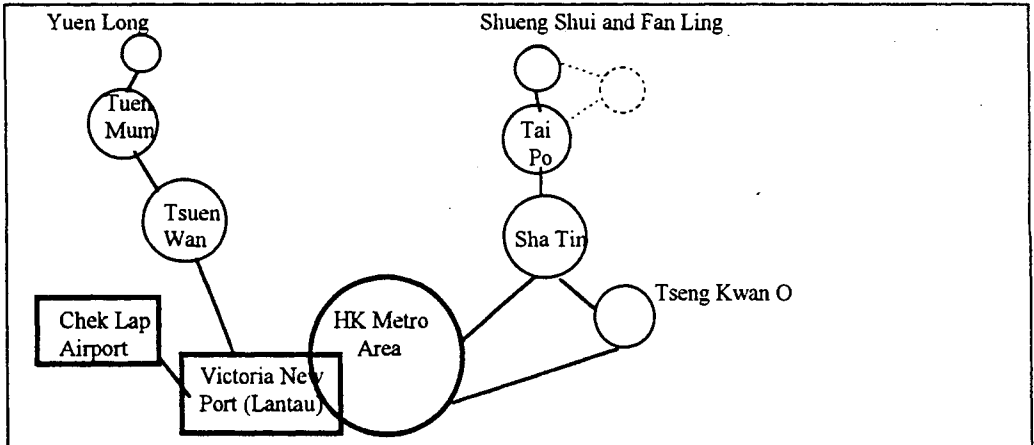 Yuen Long
Shueng Shui and Fan Ling
Tuen
Mum
Tai
Po
Tsuen
Wan
Sha Tin
Tseng Kwan O
Chek Lap
Airport
HK Metro
Area
Victoria New
Port (Lantau)